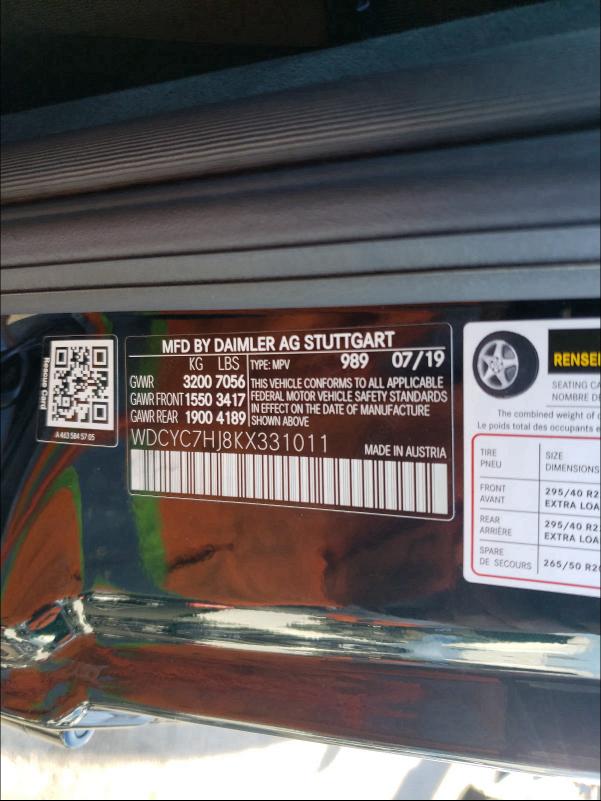 Rescue Card
A 463 584 57 05
MFD BY DAIMLER AG STUTTGART
KG LBS
GVWR 3200 7056
GAWR FRONT 1550 3417
GAWR REAR 1900 4189
TYPE: MPV 989 07/19
THIS VEHICLE CONFORMS TO ALL APPLICABLE
FEDERAL MOTOR VEHICLE SAFETY STANDARDS
IN EFFECT ON THE DATE OF MANUFACTURE
SHOWN ABOVE
WDCYC7HJ8KX331011
MADE IN AUSTRIA
RENSEI
SEATING CA
NOMBRE DE
The combined weight of
Le poids total des occupants e
TIRE SIZE
PNEU DIMENSIONS
FRONT 295/40 R2
AVANT EXTRA LOA
REAR 295/40 R2
ARRIÈRE EXTRA LOA
SPARE 265/50 R20
DE SECOURS